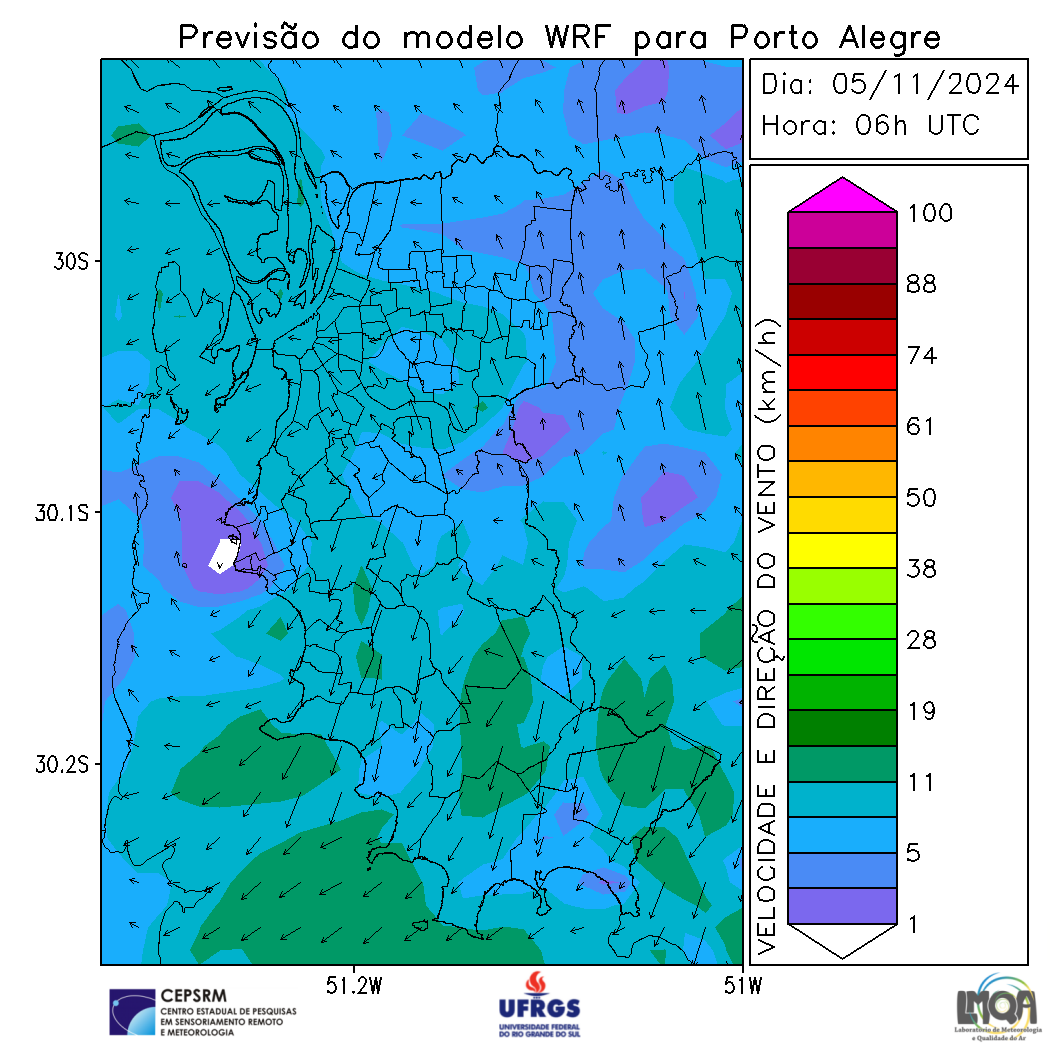 Previsão do modelo WRF para Porto Alegre
Dia: 05/11/2024
Hora: 06h UTC
30S
30.1S
30.2S
51.2W
51W
VELOCIDADE E DIREÇÃO DO VENTO (km/h)
100
88
74
61
50
38
28
19
11
5
1
CEPSRM
CENTRO ESTADUAL DE PESQUISAS
EM SENSORIAMENTO REMOTO
E METEOROLOGIA
UFRGS
UNIVERSIDADE FEDERAL
DO RIO GRANDE DO SUL
LMQA
Laboratório de Meteorologia
e Qualidade do Ar